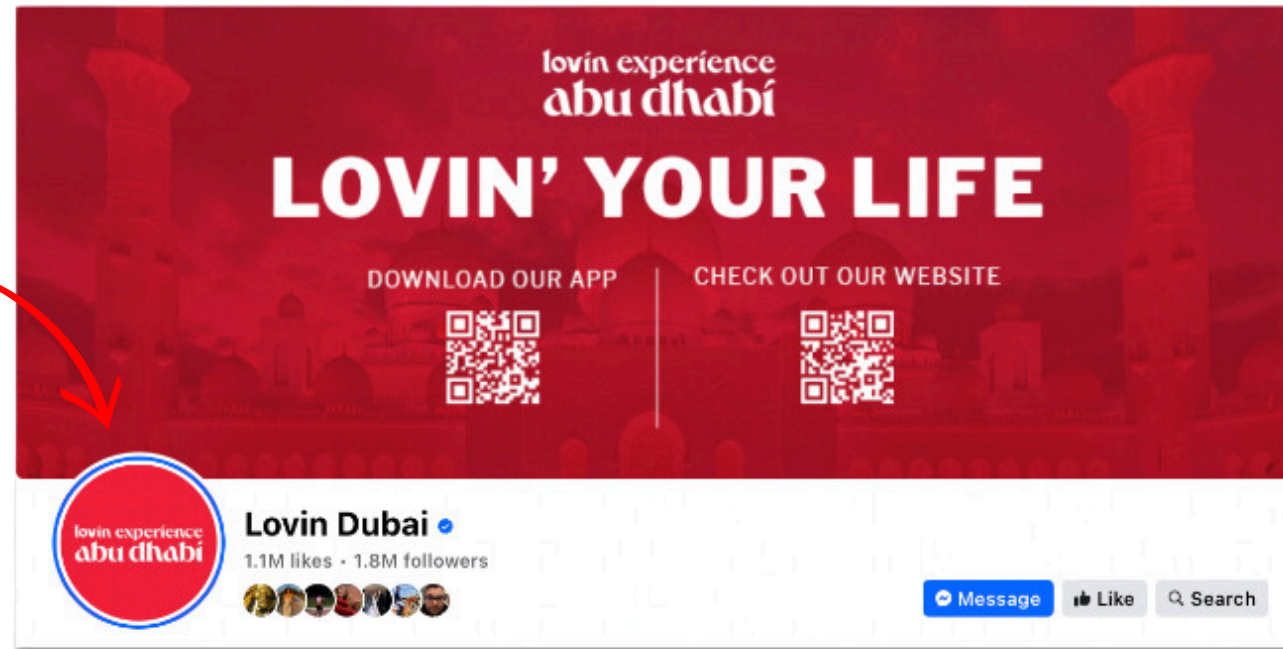 lovin experience
abu dhabi
LOVIN' YOUR LIFE
DOWNLOAD OUR APP
CHECK OUT OUR WEBSITE
lovin experience
abu dhabi
Lovin Dubai
1.1M likes • 1.8M followers
Message
Like
Search